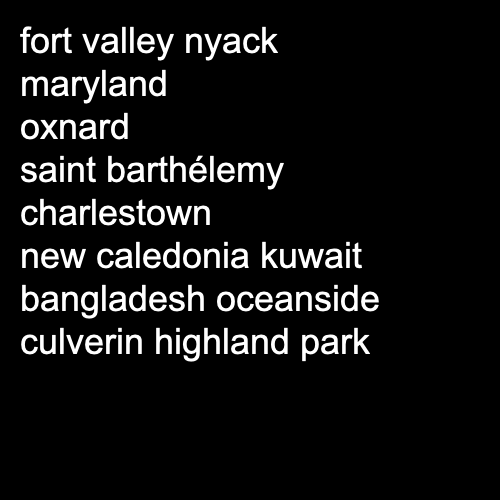 fort valley nyack
maryland
oxnard
saint barthélemy
charlestown
new caledonia kuwait
bangladesh oceanside
culverin highland park